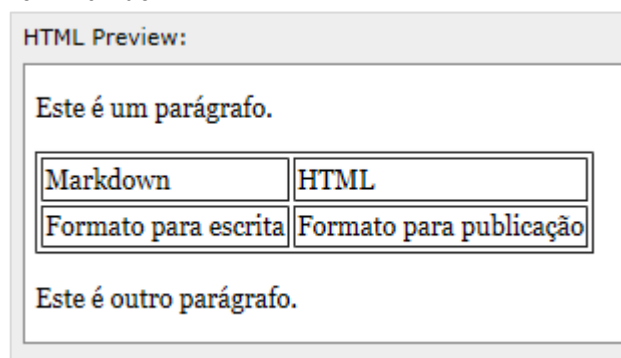 HTML Preview:
Este é um parágrafo.
Markdown HTML
Formato para escrita Formato para publicação
Este é outro parágrafo.